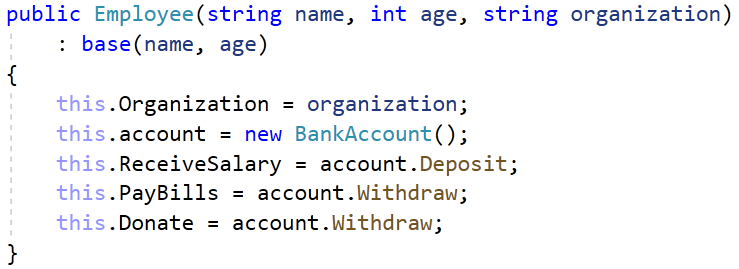 public Employee(string name, int age, string organization)
    : base(name, age)
{
    this.Organization = organization;
    this.account = new BankAccount();
    this.ReceiveSalary = account.Deposit;
    this.PayBills = account.Withdraw;
    this.Donate = account.Withdraw;
}